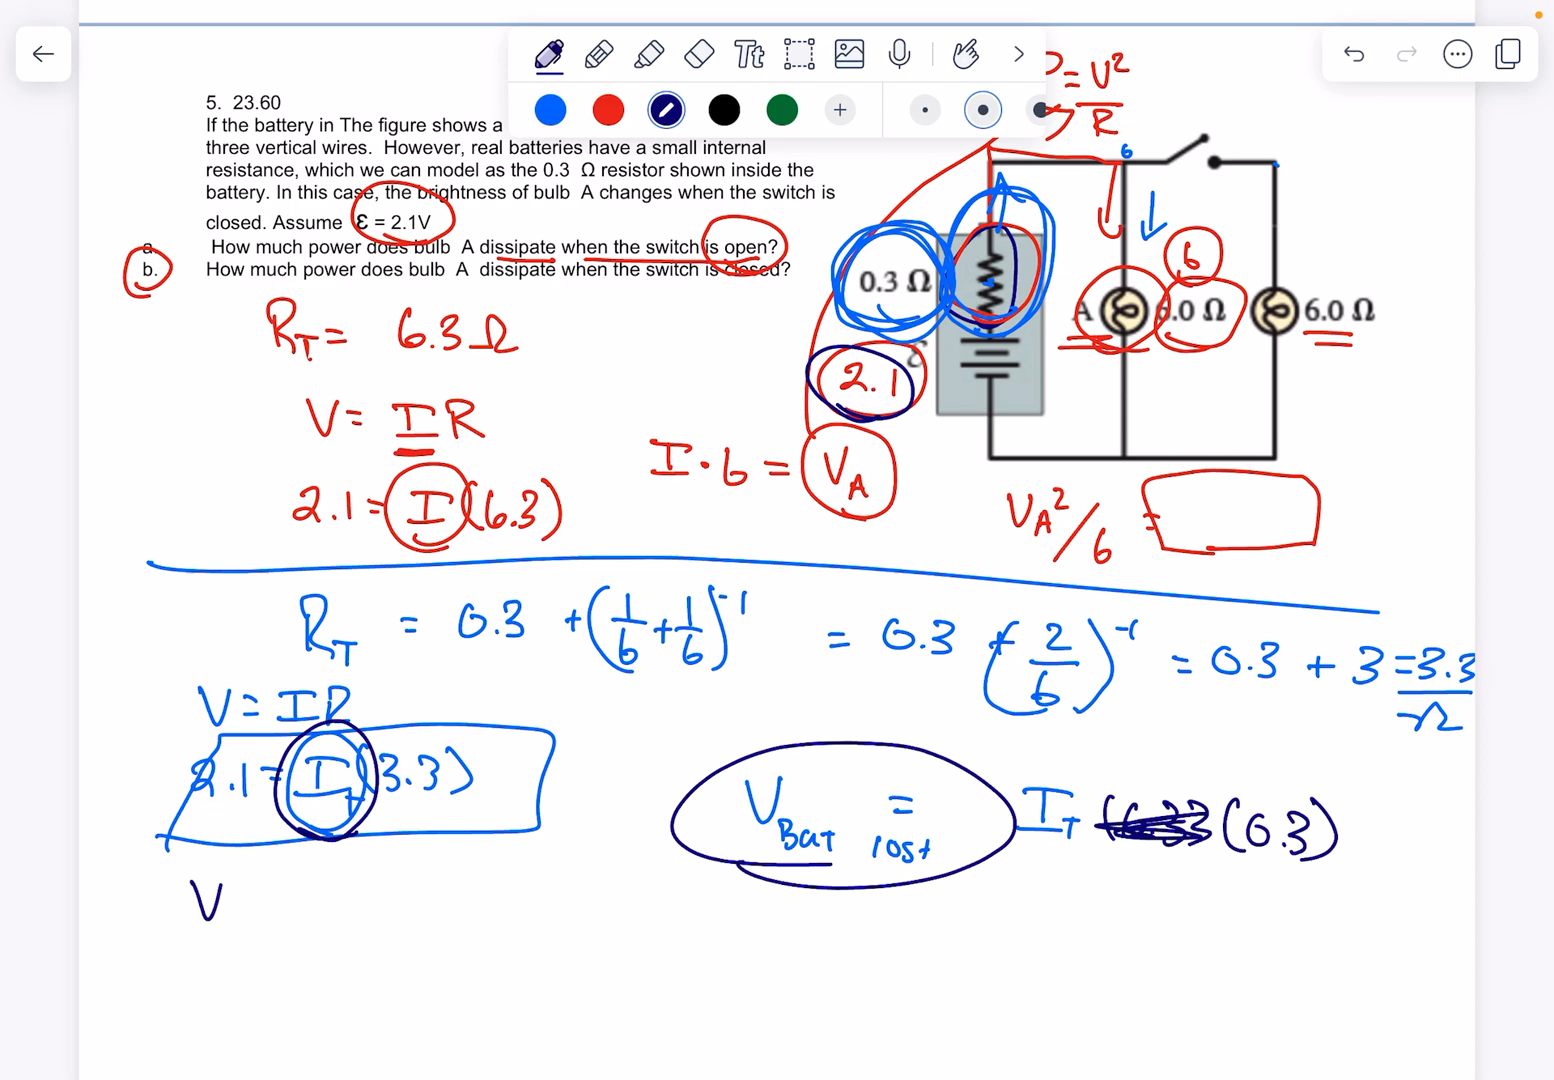 Tt
5. 23.60
If the battery in The figure shows a
three vertical wires. However, real batteries have a small internal
resistance, which we can model as the 0.3 Ω resistor shown inside the
battery. In this case, the brightness of bulb A changes when the switch is
closed. Assume ℇ = 2.1V
a. How much power does bulb A dissipate when the switch is open?
b. How much power does bulb A dissipate when the switch is closed?
= V²
R
6
6
0.3 Ω
A
6.0 Ω
6.0 Ω
ℇ
2.1
R_T = 6.3 Ω
V = I R
I · 6 = V_A
2.1 = I (6.3)
V_A²/6 =
R_T = 0.3 + (1/6 + 1/6)⁻¹ = 0.3 + (2/6)⁻¹ = 0.3 + 3 = 3.3 Ω
V = IR
2.1 = I_T (3.3)
V_Bat lost = I_T (0.3)
V